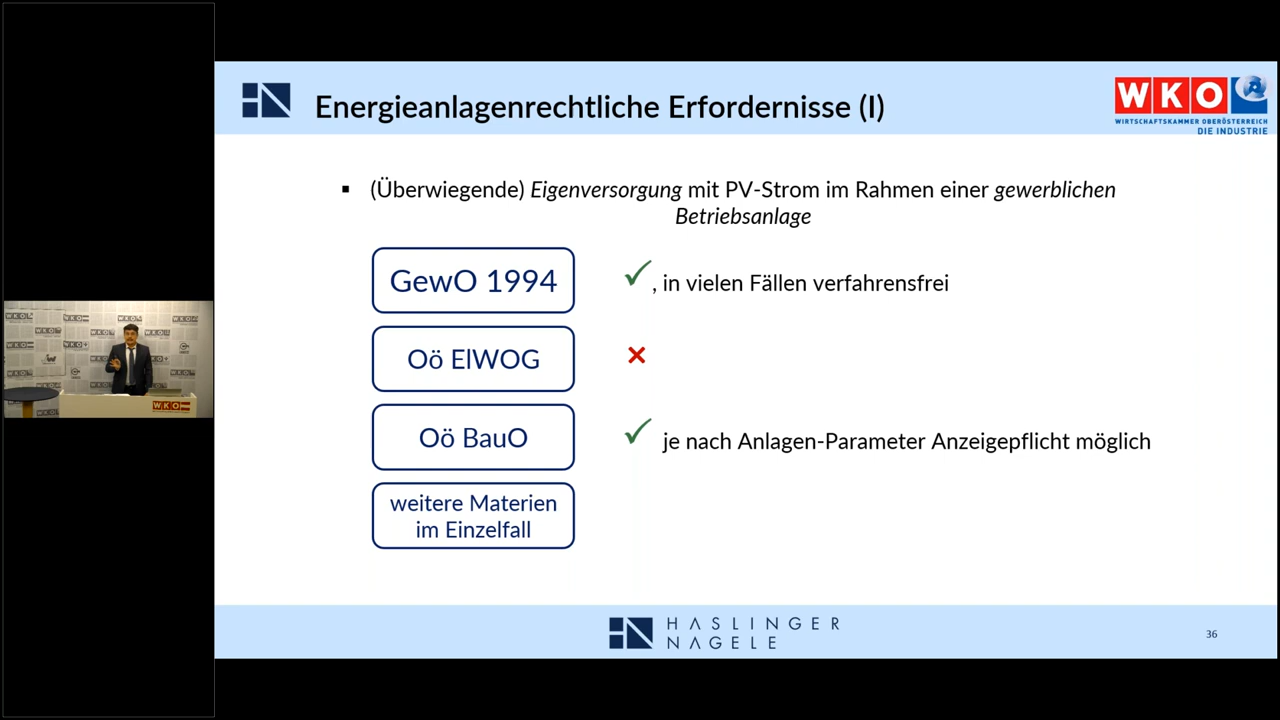 Energieanlagenrechtliche Erfordernisse (I)
WKO
WIRTSCHAFTSKAMMER OBERÖSTERREICH
DIE INDUSTRIE
▪ (Überwiegende) Eigenversorgung mit PV-Strom im Rahmen einer gewerblichen
Betriebsanlage
GewO 1994
✓, in vielen Fällen verfahrensfrei
Oö ElWOG
×
Oö BauO
✓ je nach Anlagen-Parameter Anzeigepflicht möglich
weitere Materien
im Einzelfall
WKO
HASLINGER
NAGELE
36